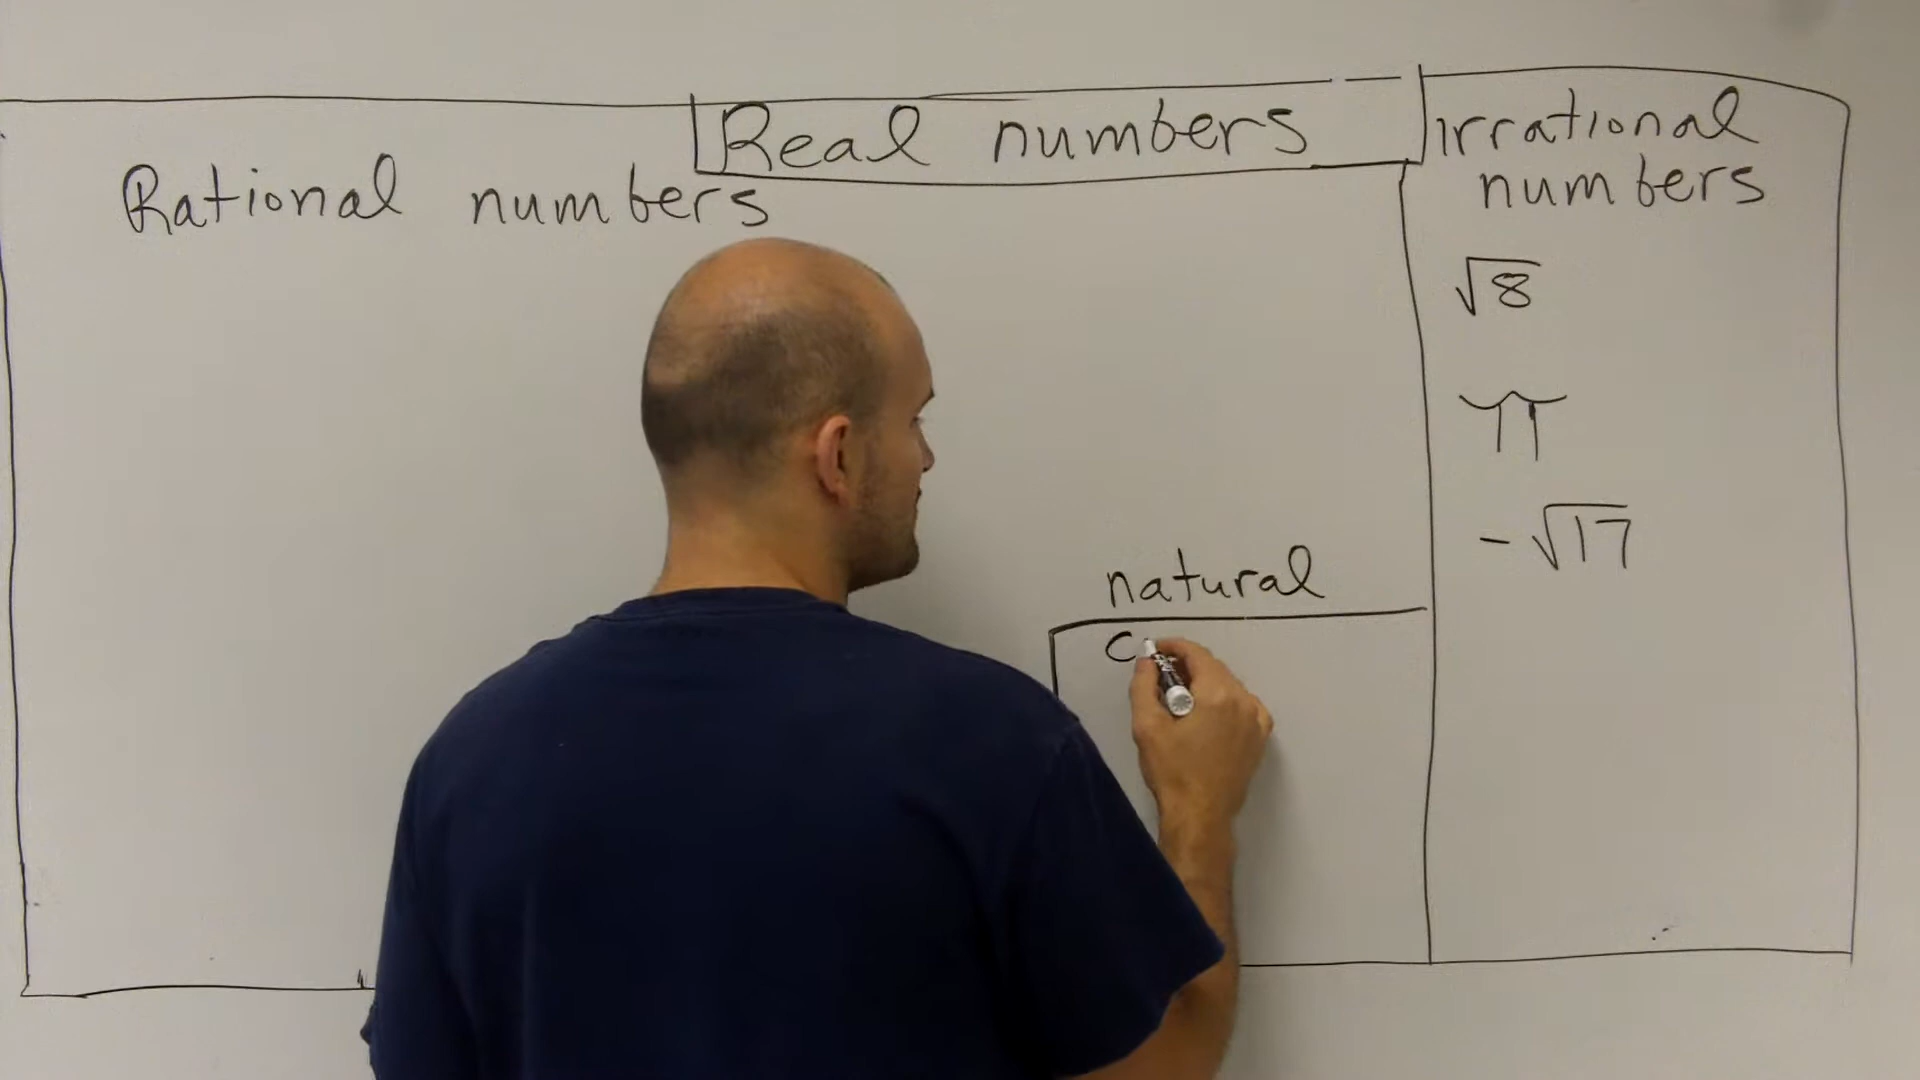 Real numbers
Rational numbers
irrational
numbers
√8
π
-√17
natural
c